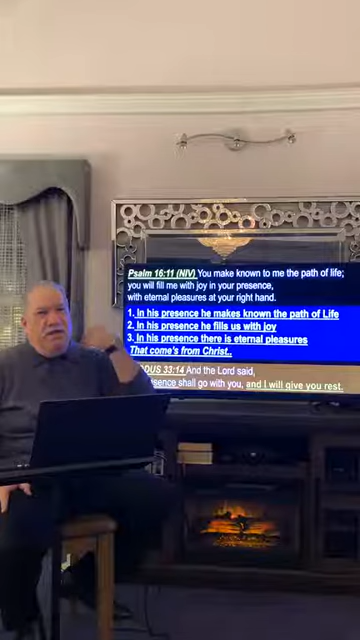 Psalm 16:11 (NIV) You make known to me the path of life;
you will fill me with joy in your presence,
with eternal pleasures at your right hand.
1. In his presence he makes known the path of Life
2. In his presence he fills us with joy
3. In his presence there is eternal pleasures
That come's from Christ..
DUS 33:14 And the Lord said,
sence shall go with you, and I will give you rest.